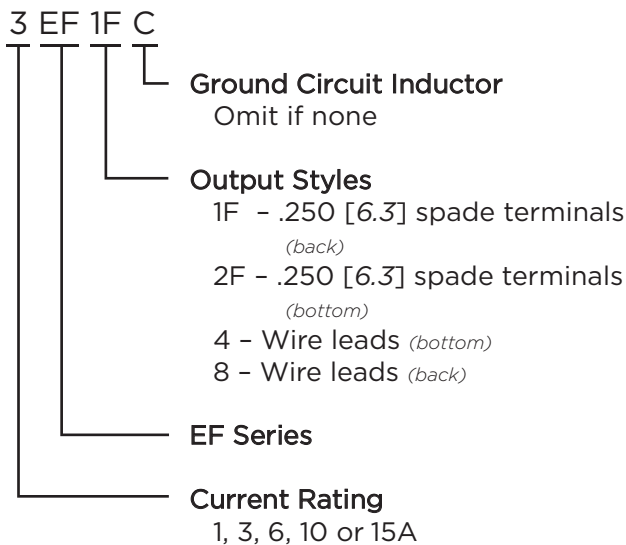 3 EF 1F C
Ground Circuit Inductor
Omit if none
Output Styles
1F – .250 [6.3] spade terminals
(back)
2F – .250 [6.3] spade terminals
(bottom)
4 – Wire leads (bottom)
8 – Wire leads (back)
EF Series
Current Rating
1, 3, 6, 10 or 15A